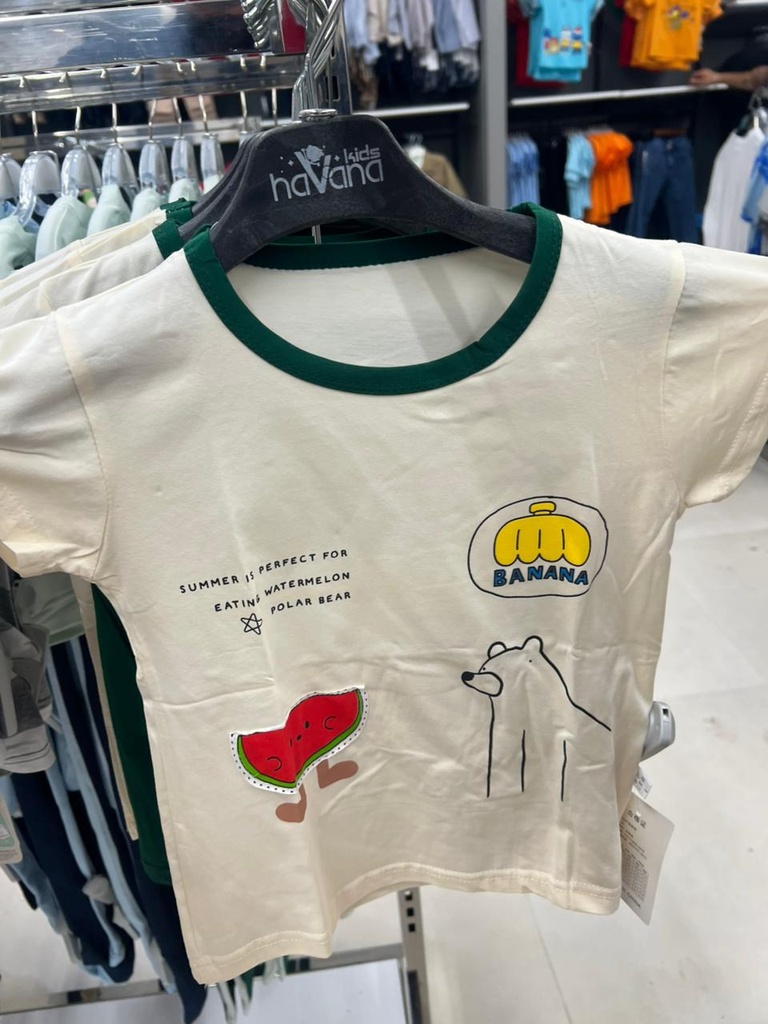 kids
havana
SUMMER IS PERFECT FOR
EATING WATERMELON
POLAR BEAR
BANANA